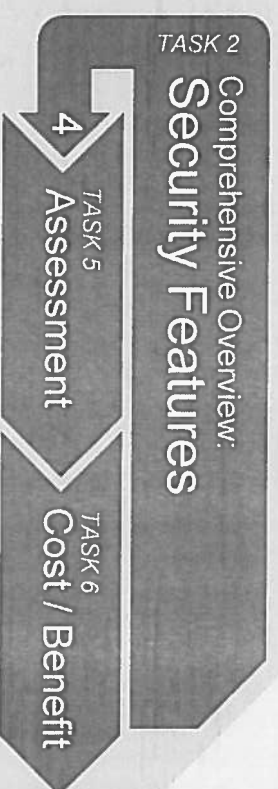 TASK 2
Comprehensive Overview:
Security Features
4
TASK 5
Assessment
TASK 6
Cost / Benefit